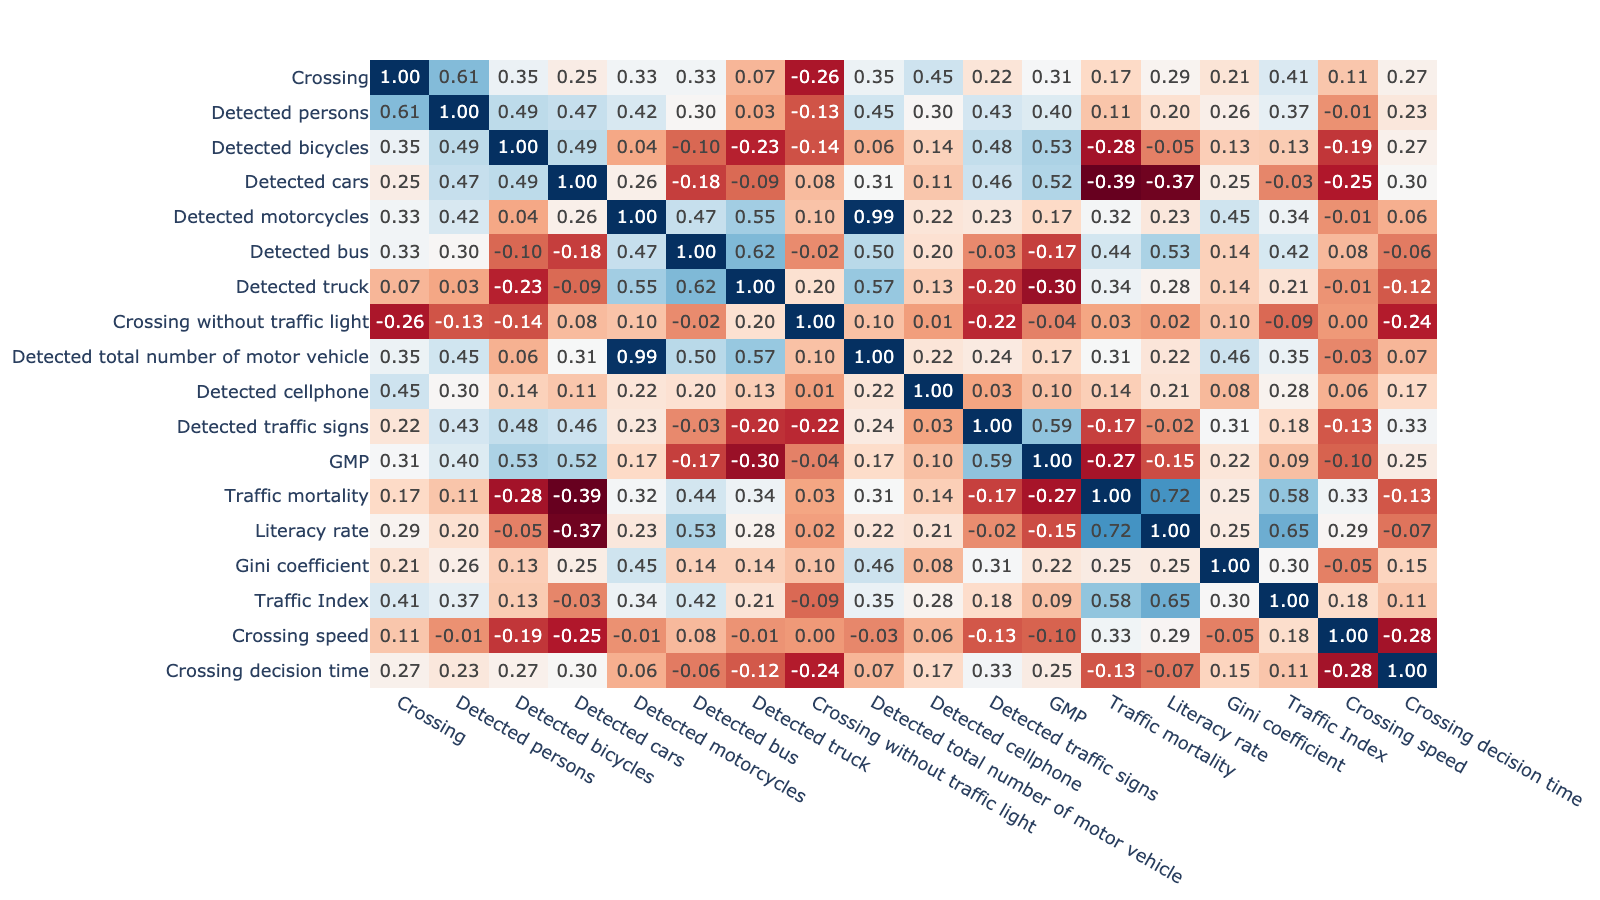 Crossing 1.00 0.61 0.35 0.25 0.33 0.33 0.07 -0.26 0.35 0.45 0.22 0.31 0.17 0.29 0.21 0.41 0.11 0.27
Detected persons 0.61 1.00 0.49 0.47 0.42 0.30 0.03 -0.13 0.45 0.30 0.43 0.40 0.11 0.20 0.26 0.37 -0.01 0.23
Detected bicycles 0.35 0.49 1.00 0.49 0.04 -0.10 -0.23 -0.14 0.06 0.14 0.48 0.53 -0.28 -0.05 0.13 0.13 -0.19 0.27
Detected cars 0.25 0.47 0.49 1.00 0.26 -0.18 -0.09 0.08 0.31 0.11 0.46 0.52 -0.39 -0.37 0.25 -0.03 -0.25 0.30
Detected motorcycles 0.33 0.42 0.04 0.26 1.00 0.47 0.55 0.10 0.99 0.22 0.23 0.17 0.32 0.23 0.45 0.34 -0.01 0.06
Detected bus 0.33 0.30 -0.10 -0.18 0.47 1.00 0.62 -0.02 0.50 0.20 -0.03 -0.17 0.44 0.53 0.14 0.42 0.08 -0.06
Detected truck 0.07 0.03 -0.23 -0.09 0.55 0.62 1.00 0.20 0.57 0.13 -0.20 -0.30 0.34 0.28 0.14 0.21 -0.01 -0.12
Crossing without traffic light -0.26 -0.13 -0.14 0.08 0.10 -0.02 0.20 1.00 0.10 0.01 -0.22 -0.04 0.03 0.02 0.10 -0.09 0.00 -0.24
Detected total number of motor vehicle 0.35 0.45 0.06 0.31 0.99 0.50 0.57 0.10 1.00 0.22 0.24 0.17 0.31 0.22 0.46 0.35 -0.03 0.07
Detected cellphone 0.45 0.30 0.14 0.11 0.22 0.20 0.13 0.01 0.22 1.00 0.03 0.10 0.14 0.21 0.08 0.28 0.06 0.17
Detected traffic signs 0.22 0.43 0.48 0.46 0.23 -0.03 -0.20 -0.22 0.24 0.03 1.00 0.59 -0.17 -0.02 0.31 0.18 -0.13 0.33
GMP 0.31 0.40 0.53 0.52 0.17 -0.17 -0.30 -0.04 0.17 0.10 0.59 1.00 -0.27 -0.15 0.22 0.09 -0.10 0.25
Traffic mortality 0.17 0.11 -0.28 -0.39 0.32 0.44 0.34 0.03 0.31 0.14 -0.17 -0.27 1.00 0.72 0.25 0.58 0.33 -0.13
Literacy rate 0.29 0.20 -0.05 -0.37 0.23 0.53 0.28 0.02 0.22 0.21 -0.02 -0.15 0.72 1.00 0.25 0.65 0.29 -0.07
Gini coefficient 0.21 0.26 0.13 0.25 0.45 0.14 0.14 0.10 0.46 0.08 0.31 0.22 0.25 0.25 1.00 0.30 -0.05 0.15
Traffic Index 0.41 0.37 0.13 -0.03 0.34 0.42 0.21 -0.09 0.35 0.28 0.18 0.09 0.58 0.65 0.30 1.00 0.18 0.11
Crossing speed 0.11 -0.01 -0.19 -0.25 -0.01 0.08 -0.01 0.00 -0.03 0.06 -0.13 -0.10 0.33 0.29 -0.05 0.18 1.00 -0.28
Crossing decision time 0.27 0.23 0.27 0.30 0.06 -0.06 -0.12 -0.24 0.07 0.17 0.33 0.25 -0.13 -0.07 0.15 0.11 -0.28 1.00
Crossing
Detected persons
Detected bicycles
Detected cars
Detected motorcycles
Detected bus
Detected truck
Crossing without traffic light
Detected total number of motor vehicle
Detected cellphone
Detected traffic signs
GMP
Traffic mortality
Literacy rate
Gini coefficient
Traffic Index
Crossing speed
Crossing decision time